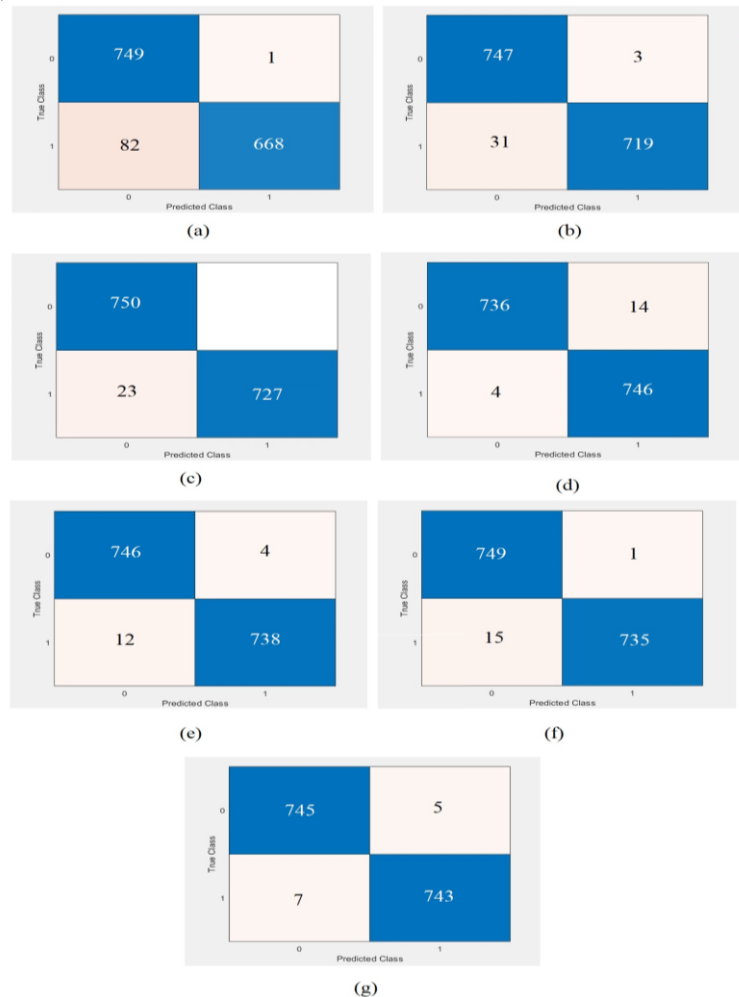 0 749 1
True Class
1 82 668
0 1
Predicted Class
(a)
0 747 3
True Class
1 31 719
0 1
Predicted Class
(b)
0 750
True Class
1 23 727
0 1
Predicted Class
(c)
0 736 14
True Class
1 4 746
0 1
Predicted Class
(d)
0 746 4
True Class
1 12 738
0 1
Predicted Class
(e)
0 749 1
True Class
1 15 735
0 1
Predicted Class
(f)
0 745 5
True Class
1 7 743
0 1
Predicted Class
(g)